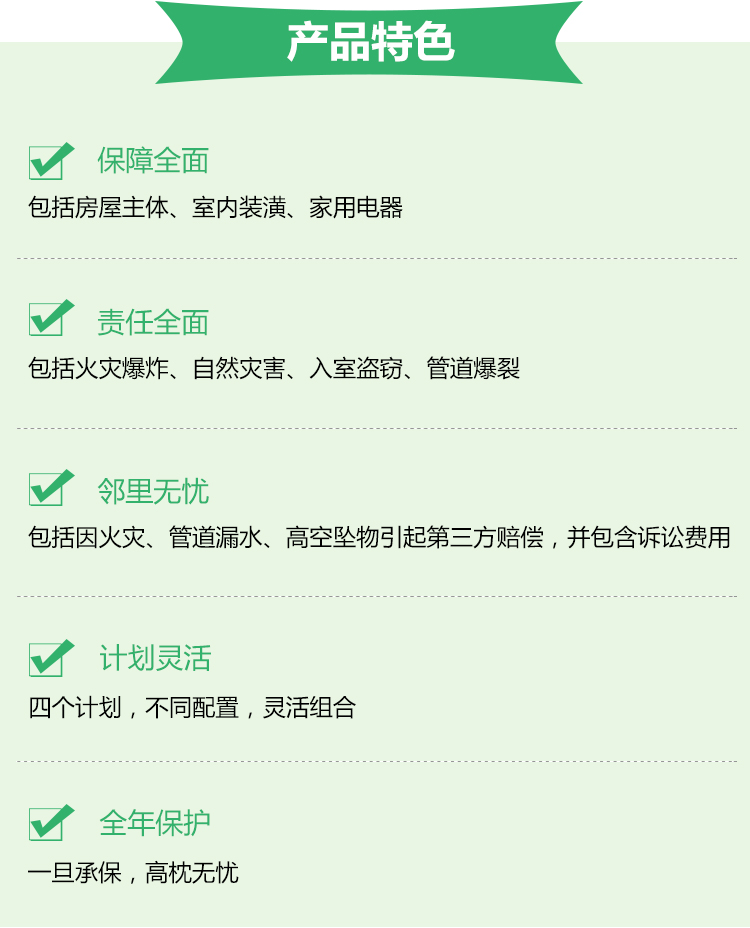 产品特色
保障全面
包括房屋主体、室内装潢、家用电器
责任全面
包括火灾爆炸、自然灾害、入室盗窃、管道爆裂
邻里无忧
包括因火灾、管道漏水、高空坠物引起第三方赔偿，并包含诉讼费用
计划灵活
四个计划，不同配置，灵活组合
全年保护
一旦承保，高枕无忧